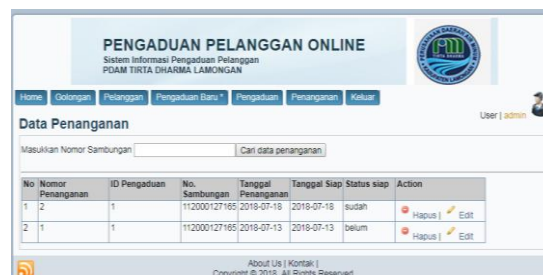 PENGADUAN PELANGGAN ONLINE
Sistem Informasi Pengaduan Pelanggan
PDAM TIRTA DHARMA LAMONGAN
Home Golongan Pelanggan Pengaduan Baru * Pengaduan Penanganan Keluar
User | admin
Data Penanganan
Masukkan Nomor Sambungan Cari data penanganan
No Nomor Penanganan ID Pengaduan No. Sambungan Tanggal Penanganan Tanggal Siap Status siap Action
1 2 1 112000127165 2018-07-18 2018-07-18 sudah Hapus | Edit
2 1 1 112000127165 2018-07-13 2018-07-13 belum Hapus | Edit
About Us | Kontak |
Copyright © 2018. All Rights Reserved